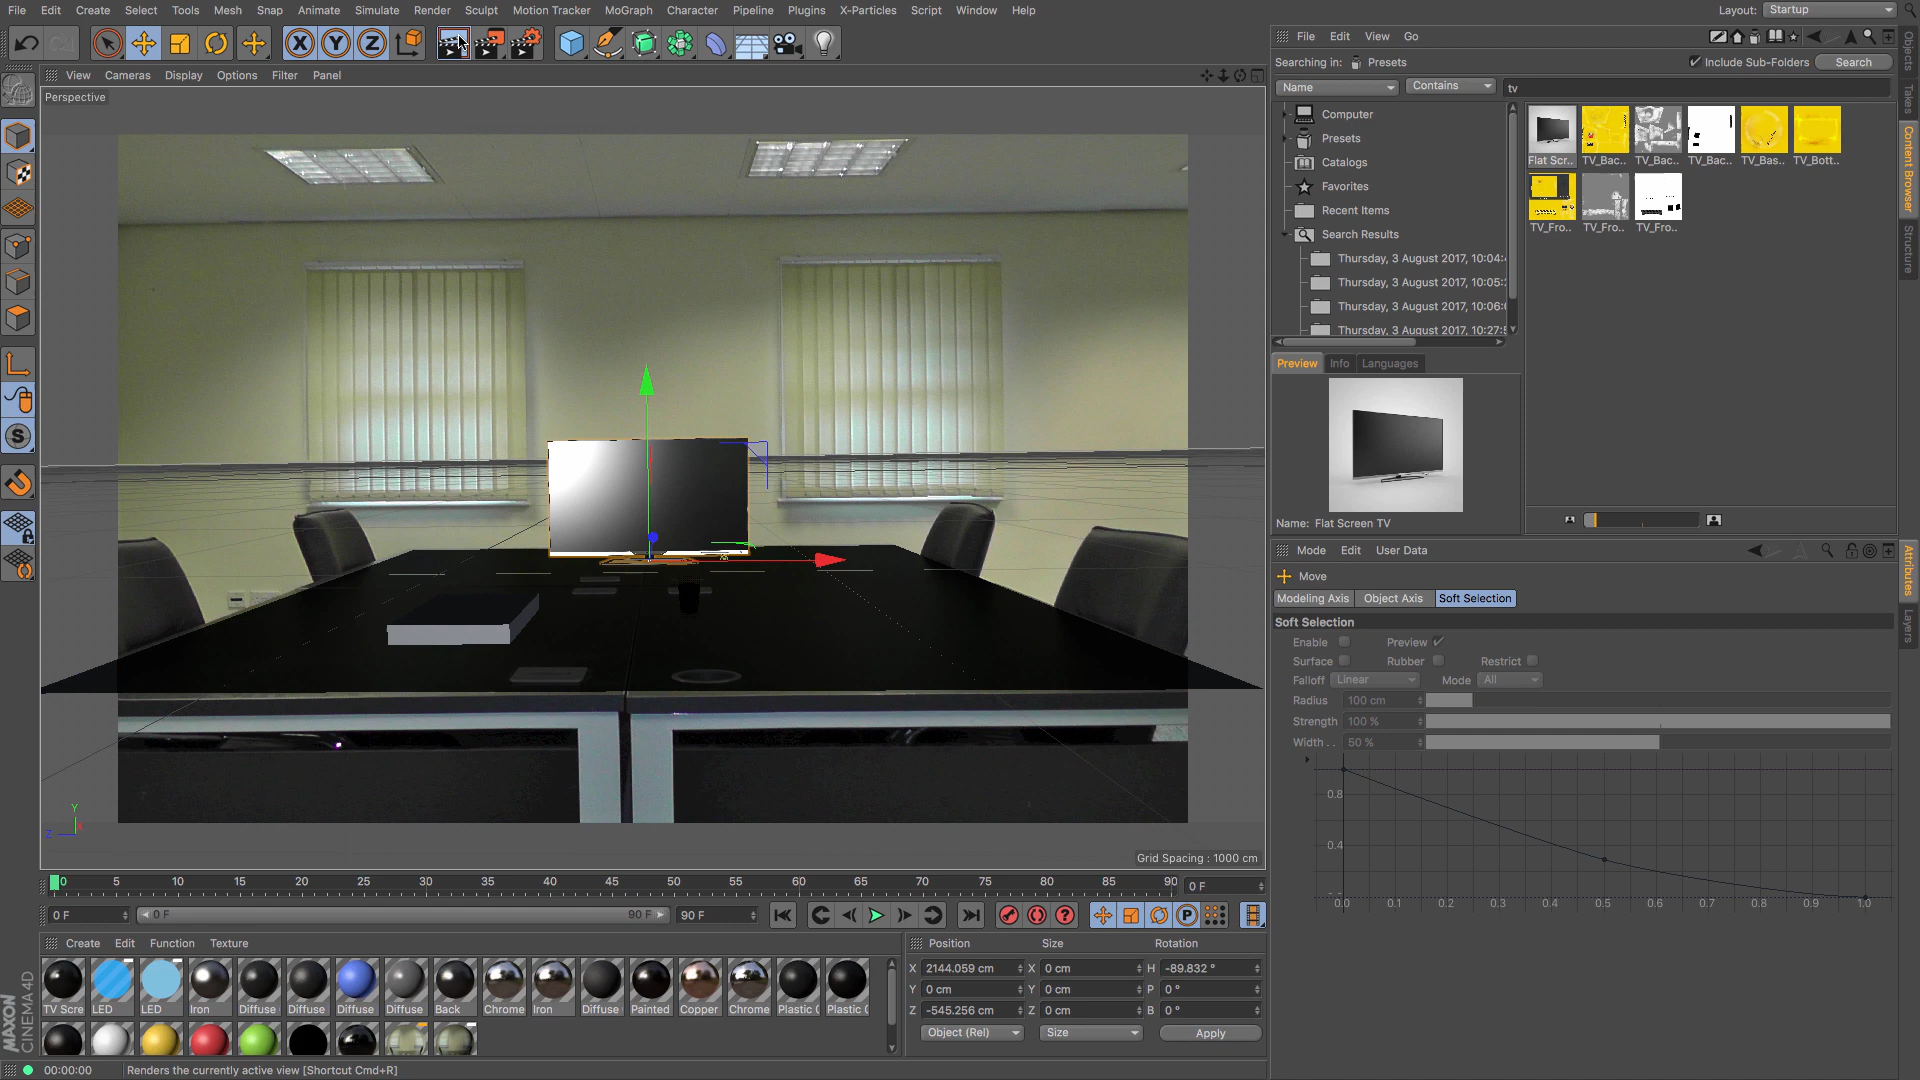 File Edit Create Select Tools Mesh Snap Animate Simulate Render Sculpt Motion Tracker MoGraph Character Pipeline Plugins X-Particles Script Window Help
Layout: Startup
File Edit View Go
Searching in: Presets
Include Sub-Folders Search
Name Contains tv
View Cameras Display Options Filter Panel
Perspective
Computer
Presets
Catalogs
Favorites
Recent Items
Search Results
Thursday, 3 August 2017, 10:04:
Thursday, 3 August 2017, 10:05:
Thursday, 3 August 2017, 10:06:
Thursday, 3 August 2017, 10:27:
Flat Scr.. TV_Bac.. TV_Bac.. TV_Bac.. TV_Bas.. TV_Bott..
TV_Fro.. TV_Fro.. TV_Fro..
Objects
Takes
Content Browser
Structure
Preview Info Languages
Name: Flat Screen TV
Mode Edit User Data
Move
Modeling Axis Object Axis Soft Selection
Soft Selection
Enable Preview
Surface Rubber Restrict
Falloff Linear Mode All
Radius 100 cm
Strength 100 %
Width . . 50 %
0.8
0.4
0.0 0.1 0.2 0.3 0.4 0.5 0.6 0.7 0.8 0.9 1.0
Attributes
Layers
Y
Z
Grid Spacing : 1000 cm
0 5 10 15 20 25 30 35 40 45 50 55 60 65 70 75 80 85 90 0 F
0 F 0 F 90 F 90 F
P
Create Edit Function Texture
TV Scre LED LED Iron Diffuse Diffuse Diffuse Diffuse Back Chrome Iron Diffuse Painted Copper Chrome Plastic Plastic
Position Size Rotation
X 2144.059 cm X 0 cm H -89.832 °
Y 0 cm Y 0 cm P 0 °
Z -545.256 cm Z 0 cm B 0 °
Object (Rel) Size Apply
MAXON
CINEMA 4D
00:00:00 Renders the currently active view [Shortcut Cmd+R]